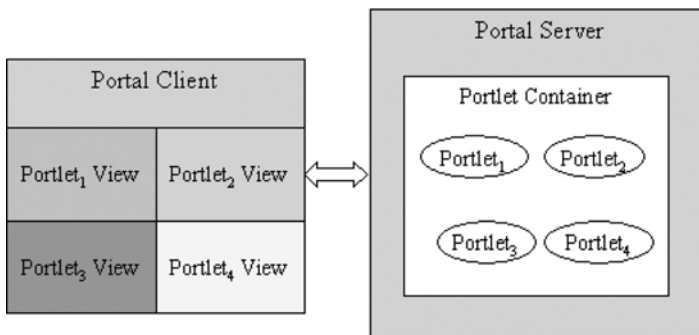 Portal Server
Portal Client
Portlet Container
Portlet₁ View
Portlet₂ View
Portlet₁
Portlet₂
Portlet₃ View
Portlet₄ View
Portlet₃
Portlet₄